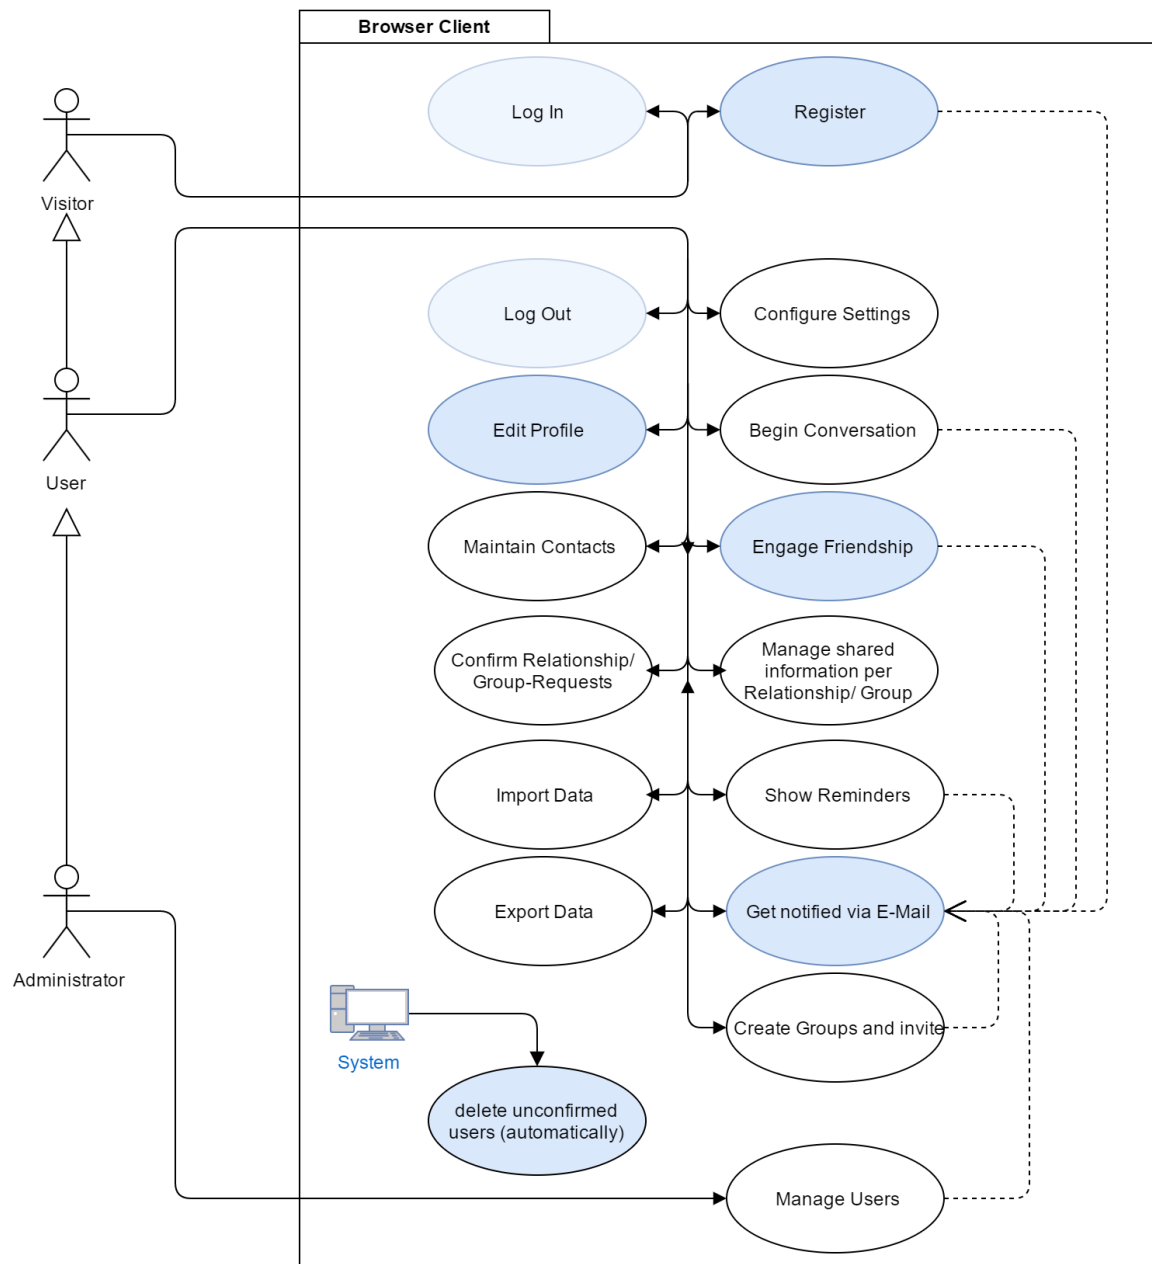 Browser Client
Log In
Register
Visitor
Log Out
Configure Settings
Edit Profile
Begin Conversation
User
Maintain Contacts
Engage Friendship
Confirm Relationship/
Group-Requests
Manage shared
information per
Relationship/ Group
Import Data
Show Reminders
Export Data
Get notified via E-Mail
Administrator
Create Groups and invite
System
delete unconfirmed
users (automatically)
Manage Users